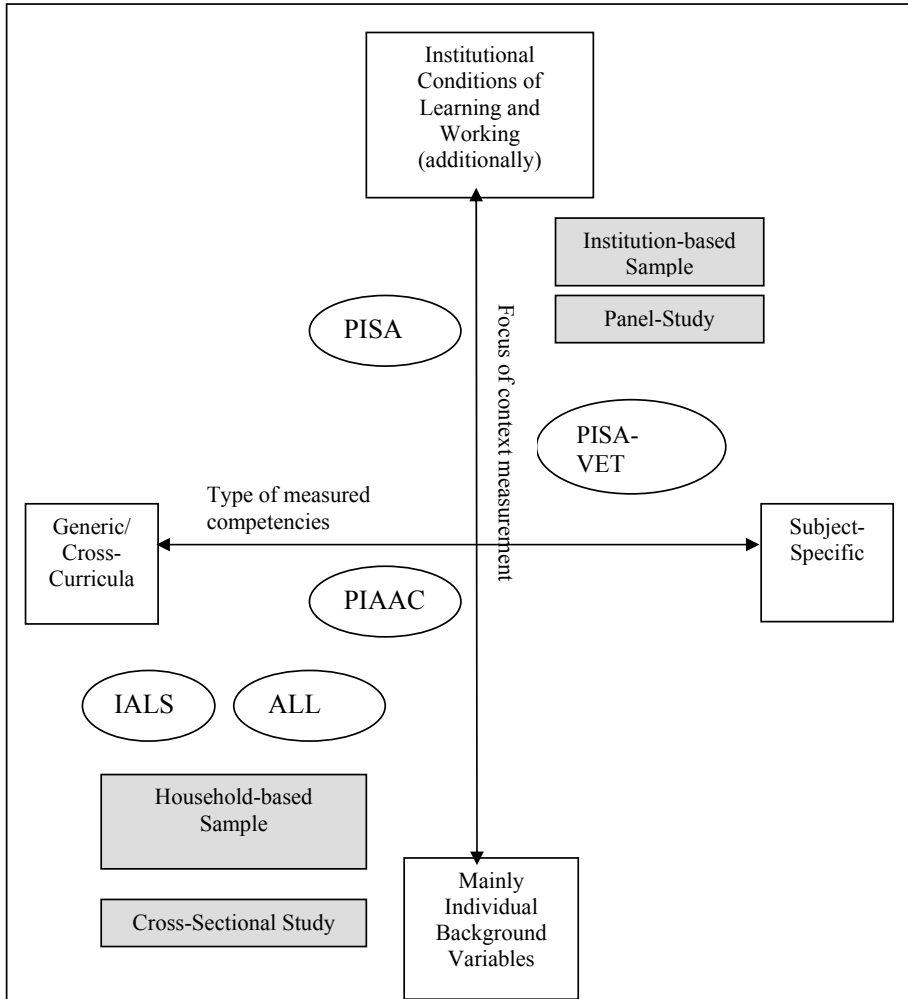 Institutional
Conditions of
Learning and
Working
(additionally)
Institution-based
Sample
Panel-Study
PISA
Focus of context measurement
PISA-
VET
Type of measured
competencies
Generic/
Cross-
Curricula
Subject-
Specific
PIAAC
IALS
ALL
Household-based
Sample
Cross-Sectional Study
Mainly
Individual
Background
Variables